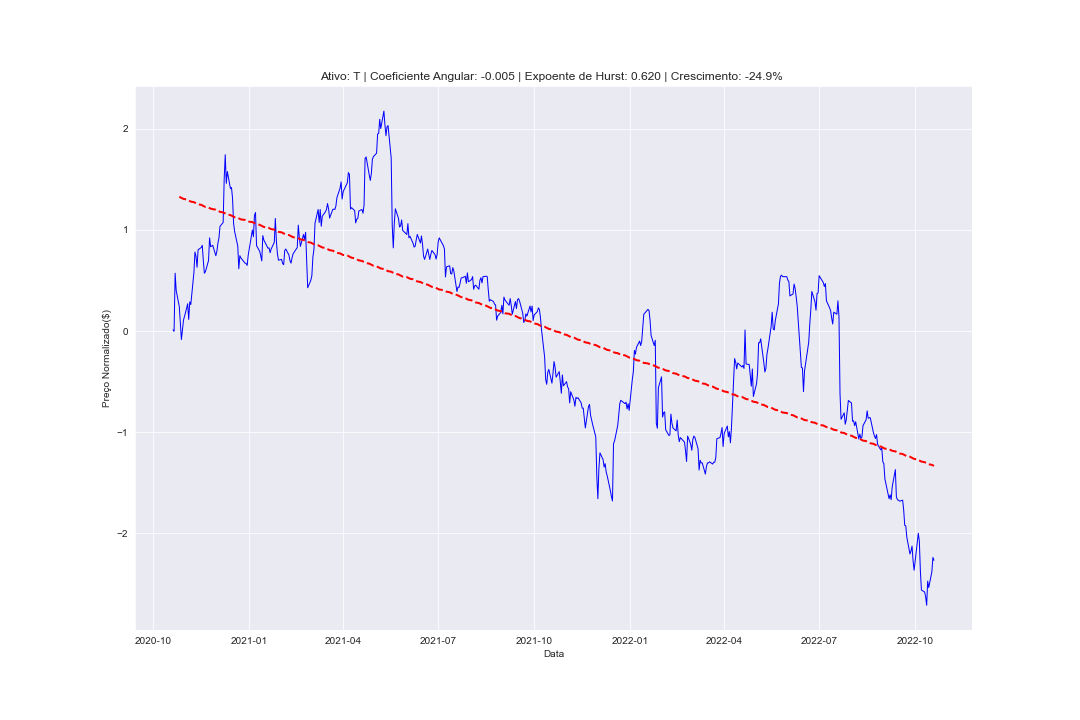 Ativo: T | Coeficiente Angular: -0.005 | Expoente de Hurst: 0.620 | Crescimento: -24.9%
Preço Normalizado($)
2
1
0
−1
−2
2020-10 2021-01 2021-04 2021-07 2021-10 2022-01 2022-04 2022-07 2022-10
Data